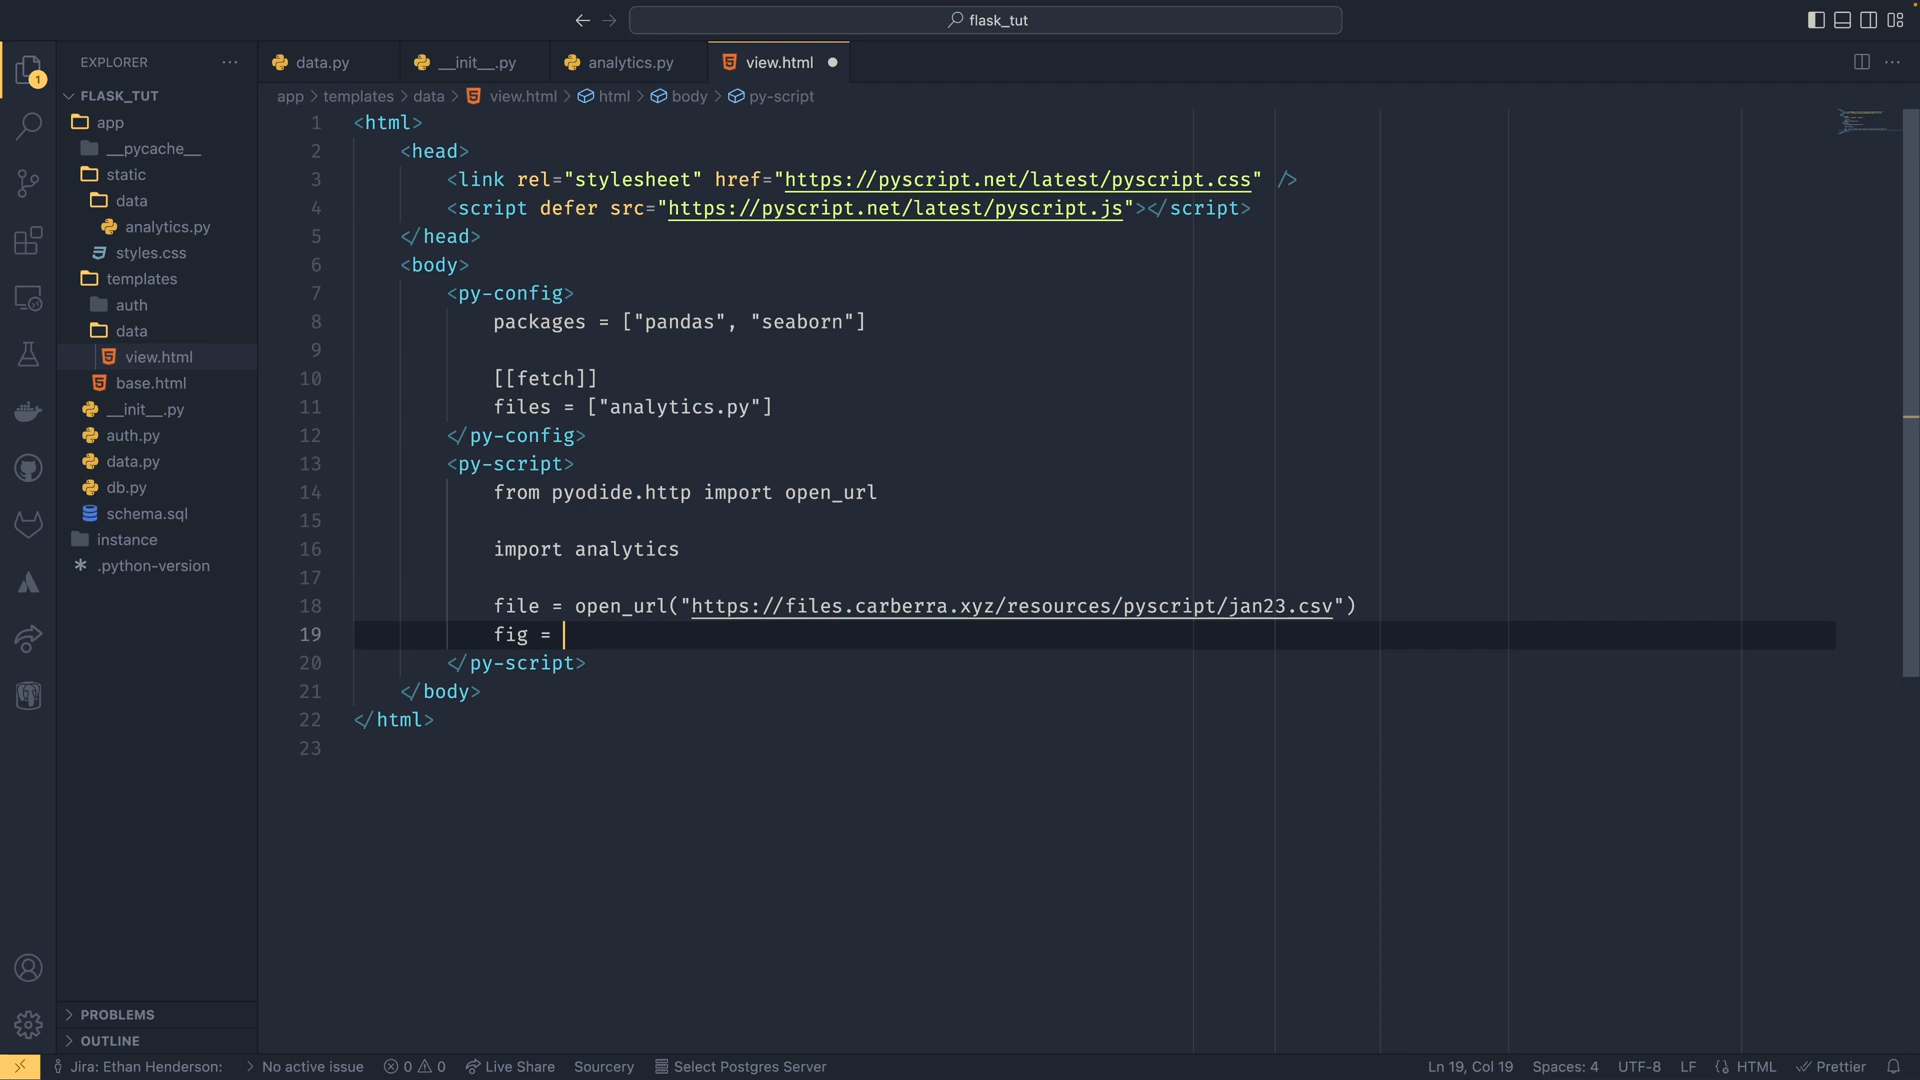 flask_tut
EXPLORER
data.py
__init__.py
analytics.py
view.html
1
FLASK_TUT
app > templates > data > view.html > html > body > py-script
app
__pycache__
static
data
analytics.py
styles.css
templates
auth
data
view.html
base.html
__init__.py
auth.py
data.py
db.py
schema.sql
instance
.python-version
PROBLEMS
OUTLINE
1 <html>
2 <head>
3 <link rel="stylesheet" href="https://pyscript.net/latest/pyscript.css" />
4 <script defer src="https://pyscript.net/latest/pyscript.js"></script>
5 </head>
6 <body>
7 <py-config>
8 packages = ["pandas", "seaborn"]
9
10 [[fetch]]
11 files = ["analytics.py"]
12 </py-config>
13 <py-script>
14 from pyodide.http import open_url
15
16 import analytics
17
18 file = open_url("https://files.carberra.xyz/resources/pyscript/jan23.csv")
19 fig =
20 </py-script>
21 </body>
22 </html>
23
Jira: Ethan Henderson: > No active issue 0 0 Live Share Sourcery Select Postgres Server Ln 19, Col 19 Spaces: 4 UTF-8 LF HTML Prettier